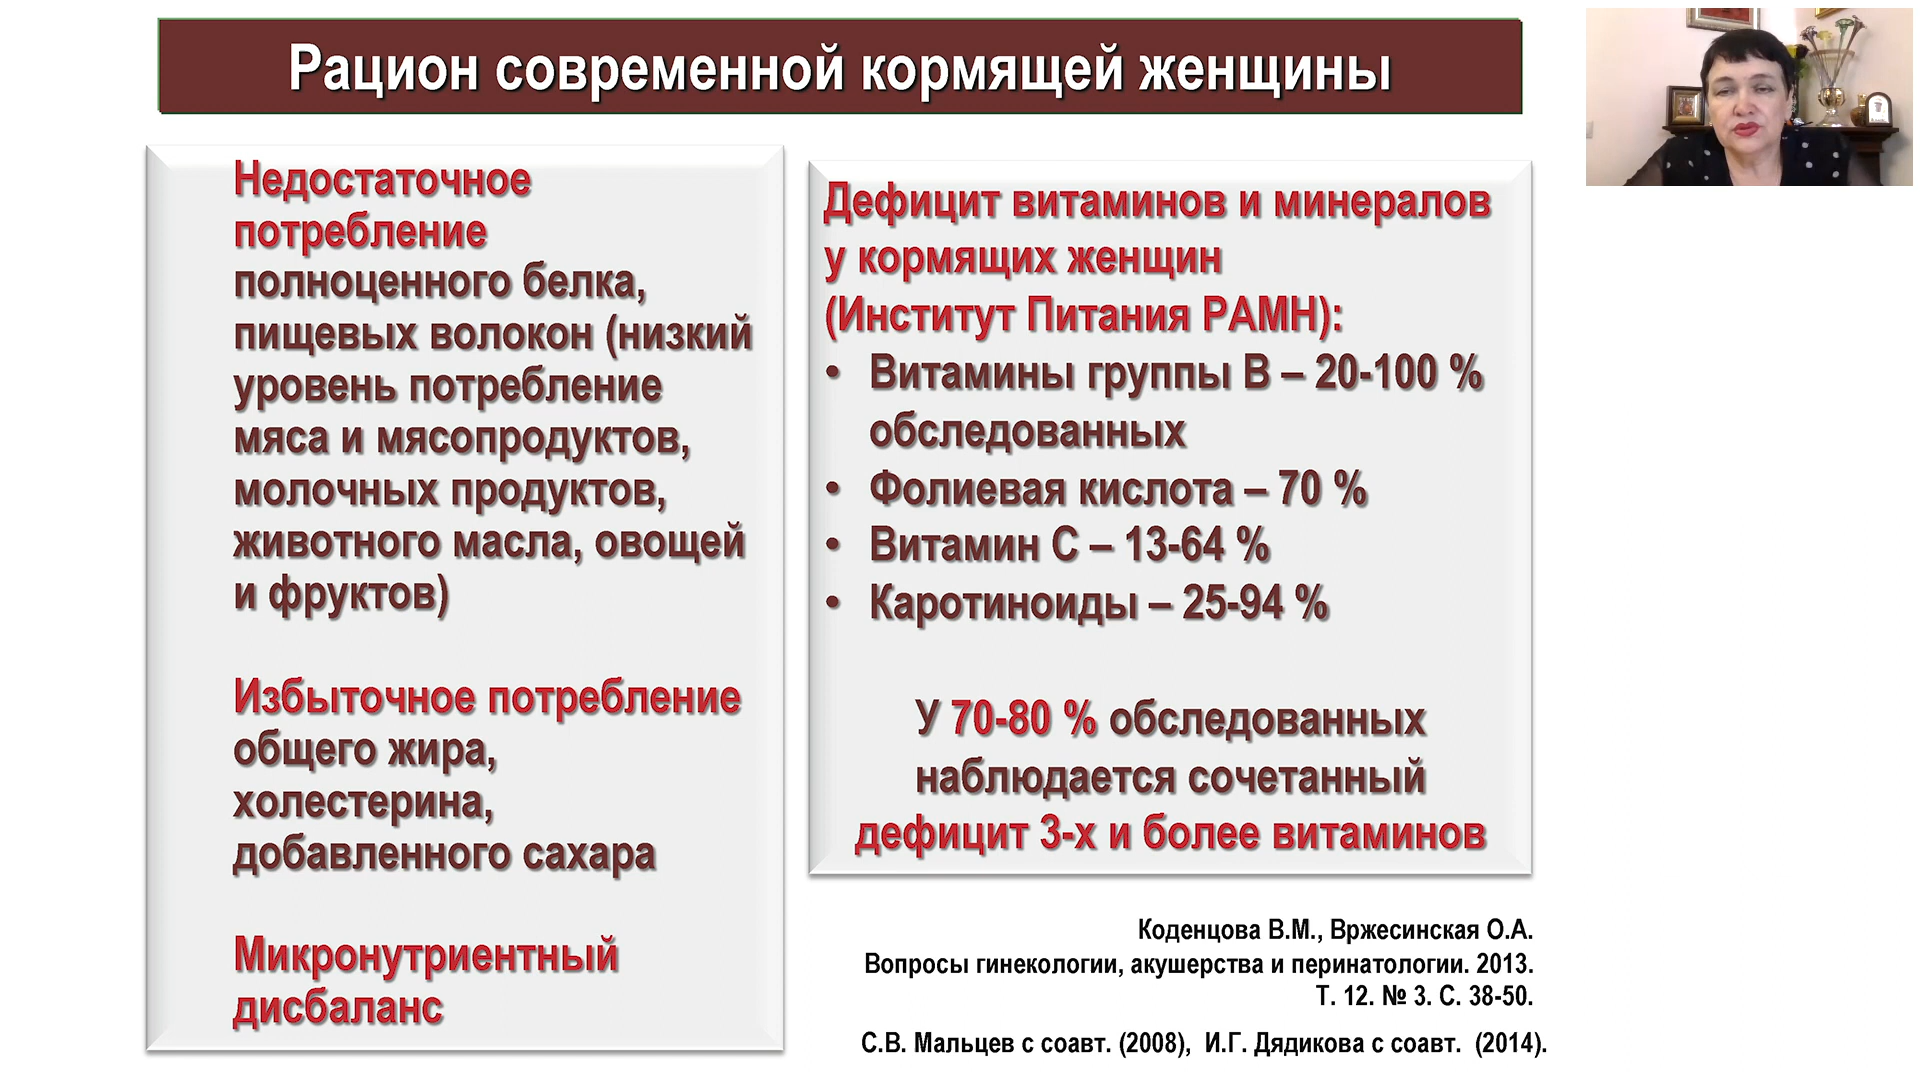 Рацион современной кормящей женщины
Недостаточное
потребление
полноценного белка,
пищевых волокон (низкий
уровень потребление
мяса и мясопродуктов,
молочных продуктов,
животного масла, овощей
и фруктов)
Избыточное потребление
общего жира,
холестерина,
добавленного сахара
Микронутриентный
дисбаланс
Дефицит витаминов и минералов
у кормящих женщин
(Институт Питания РАМН):
• Витамины группы В – 20-100 %
обследованных
• Фолиевая кислота – 70 %
• Витамин С – 13-64 %
• Каротиноиды – 25-94 %
У 70-80 % обследованных
наблюдается сочетанный
дефицит 3-х и более витаминов
Коденцова В.М., Вржесинская О.А.
Вопросы гинекологии, акушерства и перинатологии. 2013.
Т. 12. № 3. С. 38-50.
С.В. Мальцев с соавт. (2008), И.Г. Дядикова с соавт. (2014).